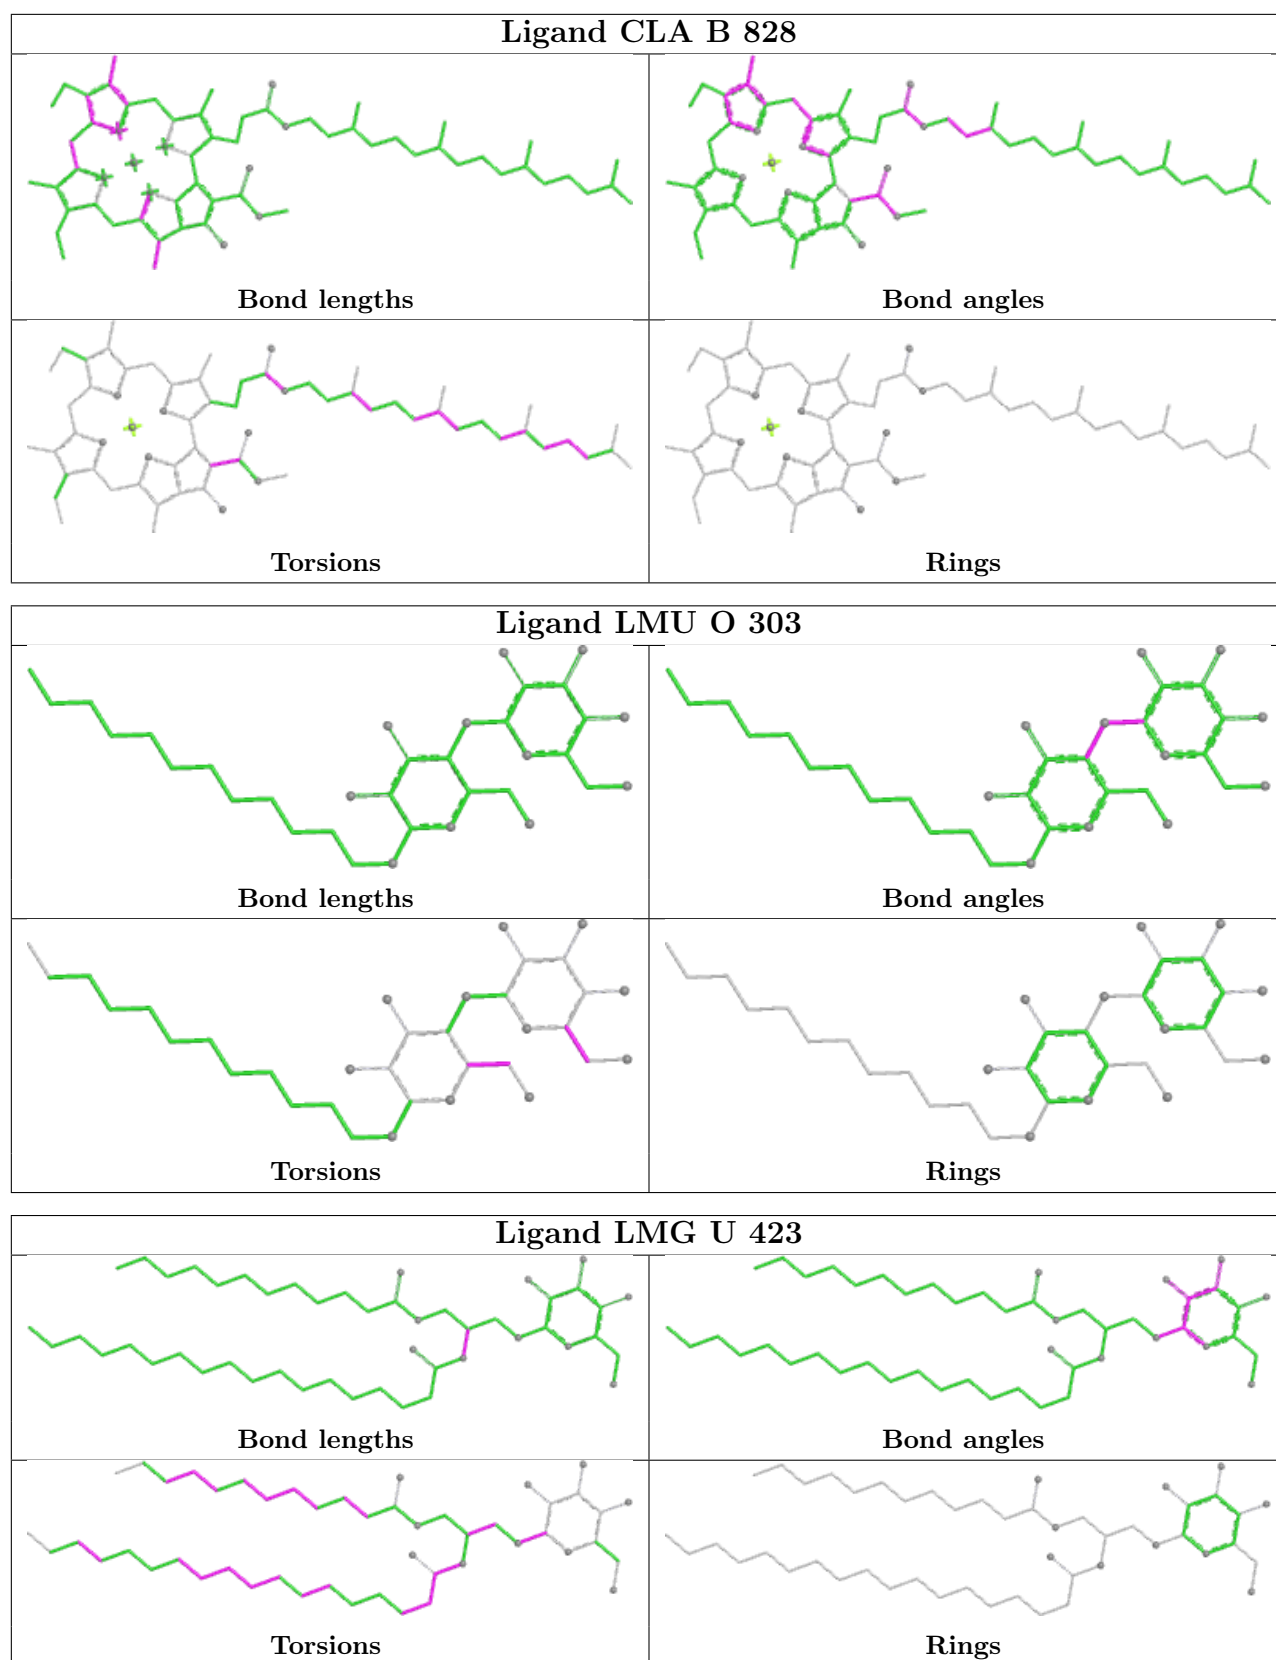 Ligand CLA B 828
Bond lengths
Bond angles
Torsions
Rings
Ligand LMU O 303
Bond lengths
Bond angles
Torsions
Rings
Ligand LMG U 423
Bond lengths
Bond angles
Torsions
Rings